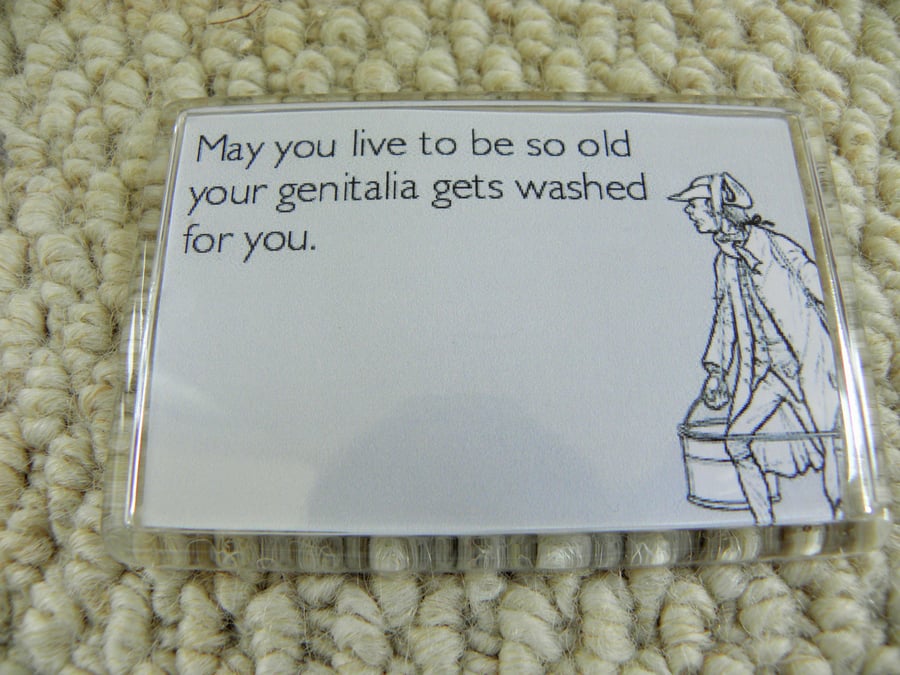 May you live to be so old
your genitalia gets washed
for you.